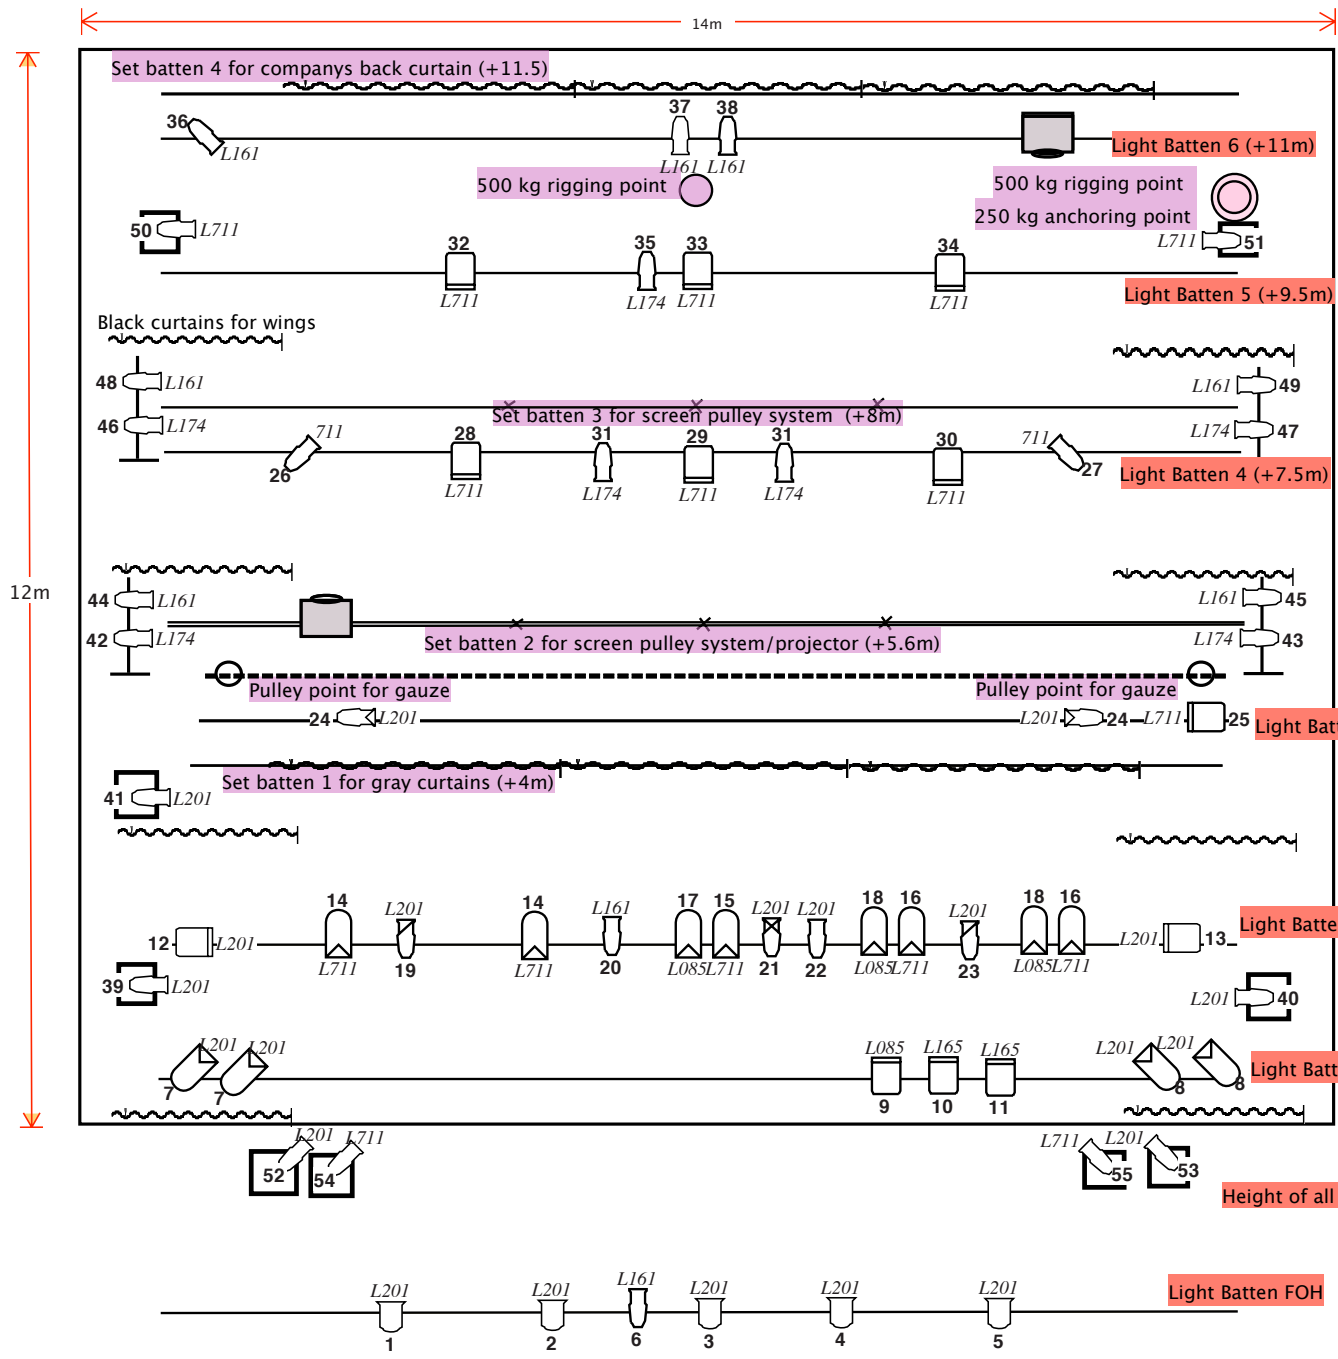 14m
Set batten 4 for companys back curtain (+11.5)
37 38
36
L161
L161 L161
Light Batten 6 (+11m)
500 kg rigging point
500 kg rigging point
250 kg anchoring point
50 L711
L711 51
32 35 33 34
L711 L174 L711 L711
Light Batten 5 (+9.5m)
Black curtains for wings
48 L161
L161 49
Set batten 3 for screen pulley system (+8m)
46 L174
L174 47
711 28 31 29 31 30 711
26 L711 L174 L711 L174 L711 27
Light Batten 4 (+7.5m)
12m
44 L161
L161 45
42 L174
L174 43
Set batten 2 for screen pulley system/projector (+5.6m)
Pulley point for gauze
Pulley point for gauze
24 L201
L201 24 L711 25
Light Batt
Set batten 1 for gray curtains (+4m)
41 L201
14 L201 14 L161 17 15 L201 L201 18 16 L201 18 16
Light Batte
12 L201
L201 13
L711 19 L711 20 L085 L711 21 22 L085 L711 23 L085 L711
39 L201
L201 40
L201 L201 L085 L165 L165 L201 L201
Light Batt
7 7 9 10 11 8 8
L201 L711
L711 L201
52 54
55 53
Height of all
L201 L201 L161 L201 L201 L201
Light Batten FOH
1 2 6 3 4 5